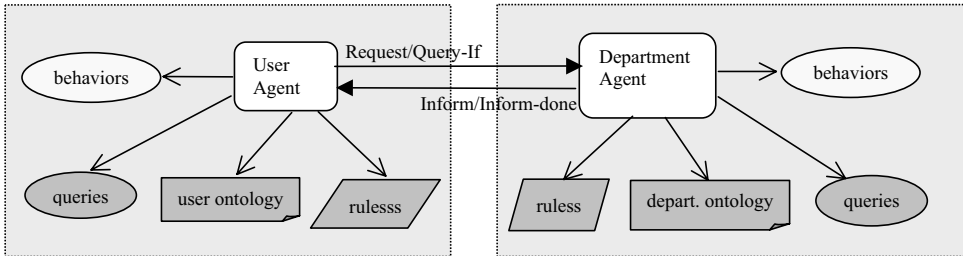 User
Agent
Request/Query-If
Department
Agent
behaviors
behaviors
Inform/Inform-done
queries
user ontology
rulesss
ruless
depart. ontology
queries